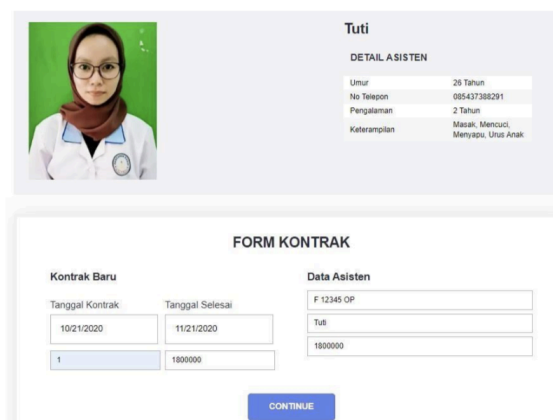 Tuti
DETAIL ASISTEN
Umur 26 Tahun
No Telepon 085437388291
Pengalaman 2 Tahun
Keterampilan Masak, Mencuci,
Menyapu, Urus Anak
FORM KONTRAK
Kontrak Baru
Tanggal Kontrak Tanggal Selesai
10/21/2020 11/21/2020
1 1800000
Data Asisten
F 12345 OP
Tuti
1800000
CONTINUE